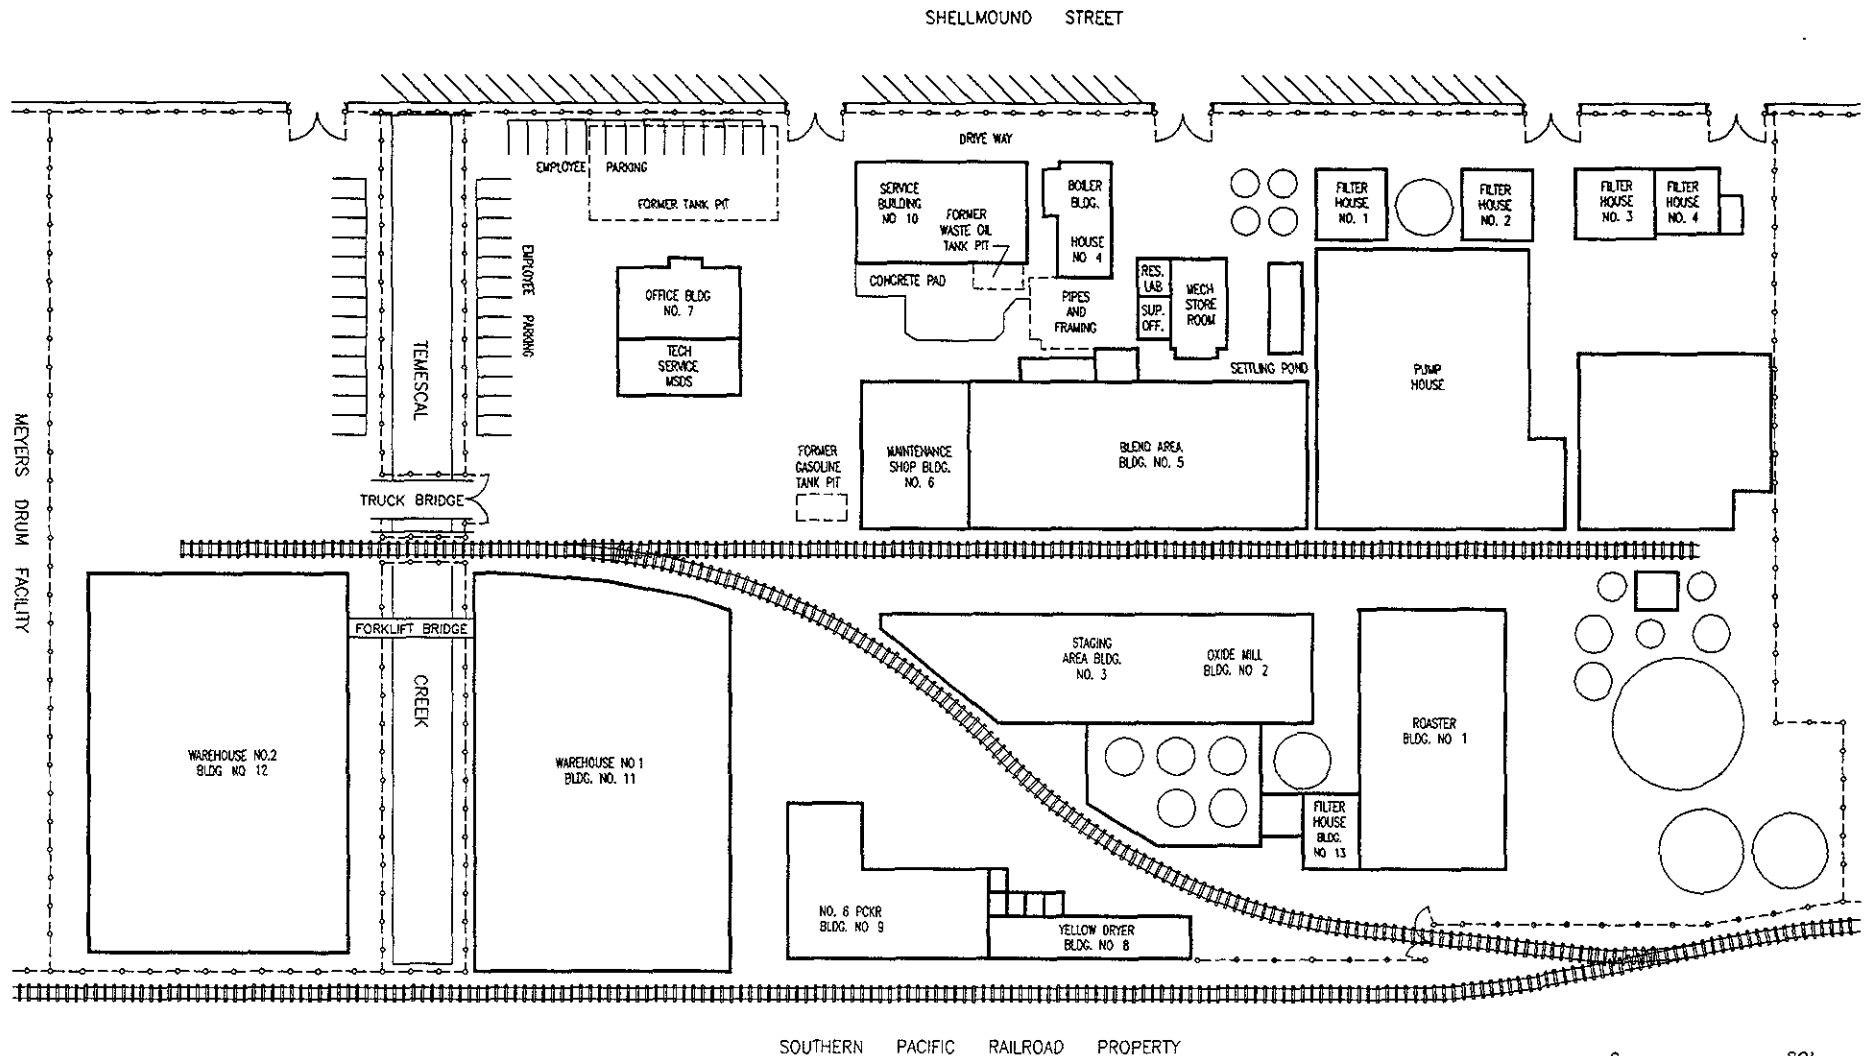 SHELLMOUND STREET
DRIVE WAY
EMPLOYEE PARKING
FORMER TANK PIT
SERVICE
BUILDING
NO 10
FORMER
WASTE OIL
TANK PIT
BOILER
BLDG.
HOUSE
NO 4
FILTER
HOUSE
NO. 1
FILTER
HOUSE
NO. 2
FILTER
HOUSE
NO. 3
FILTER
HOUSE
NO. 4
EMPLOYEE PARKING
OFFICE BLDG
NO. 7
TECH
SERVICE
MSDS
CONCRETE PAD
PIPES
AND
FRAMING
RES.
LAB
SUP.
OFF.
MECH
STORE
ROOM
SETTLING POND
PUMP
HOUSE
TEMESCAL
MEYERS DRUM FACILITY
TRUCK BRIDGE
FORMER
GASOLINE
TANK PIT
MAINTENANCE
SHOP BLDG.
NO. 6
BLEND AREA
BLDG. NO. 5
FORKLIFT BRIDGE
CREEK
STAGING
AREA BLDG.
NO. 3
OXIDE MILL
BLDG. NO 2
ROASTER
BLDG. NO 1
WAREHOUSE NO.2
BLDG NO 12
WAREHOUSE NO 1
BLDG. NO. 11
FILTER
HOUSE
BLDG.
NO 13
NO. 6 PCKR
BLDG. NO 9
YELLOW DRYER
BLDG. NO 8
SOUTHERN PACIFIC RAILROAD PROPERTY